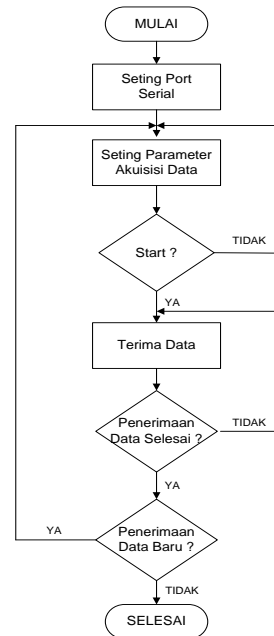 MULAI
Seting Port
Serial
Seting Parameter
Akuisisi Data
Start ?
TIDAK
YA
Terima Data
Penerimaan
Data Selesai ?
TIDAK
YA
Penerimaan
Data Baru ?
YA
TIDAK
SELESAI